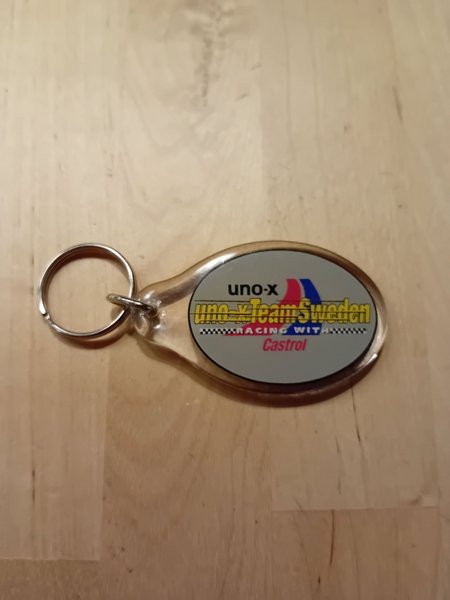 uno-x
uno-x Team Sweden
RACING WITH
Castrol